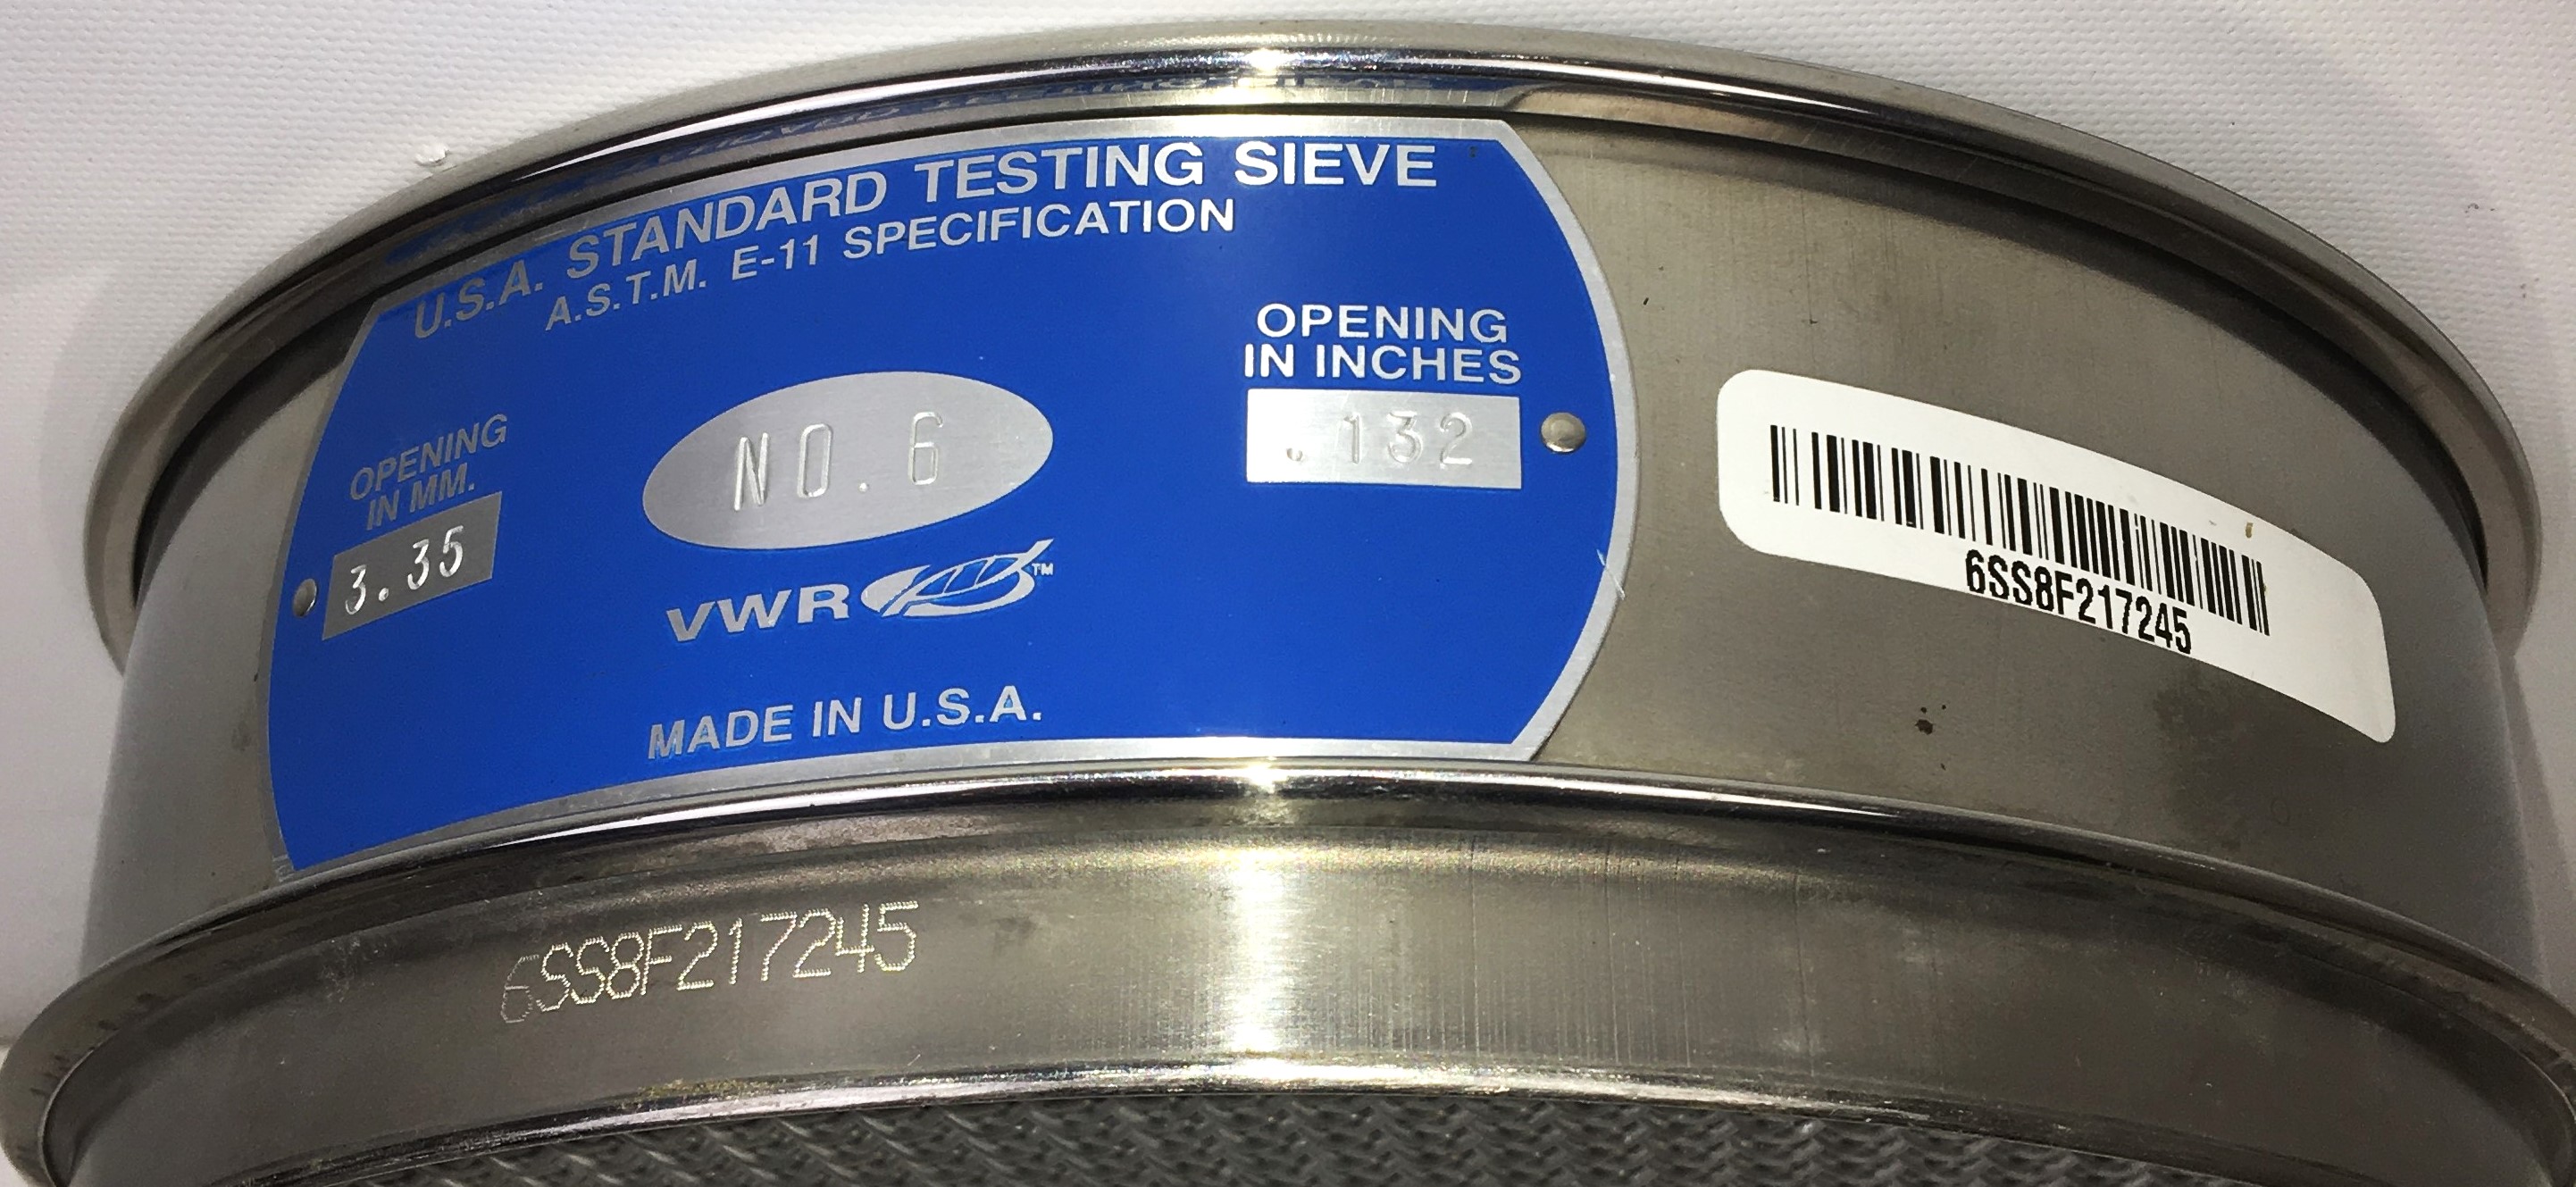 U.S.A. STANDARD TESTING SIEVE
A.S.T.M. E-11 SPECIFICATION
OPENING
IN MM.
3.35
NO.6
OPENING
IN INCHES
.132
VWR™
MADE IN U.S.A.
6SS8F217245
6SS8F217245